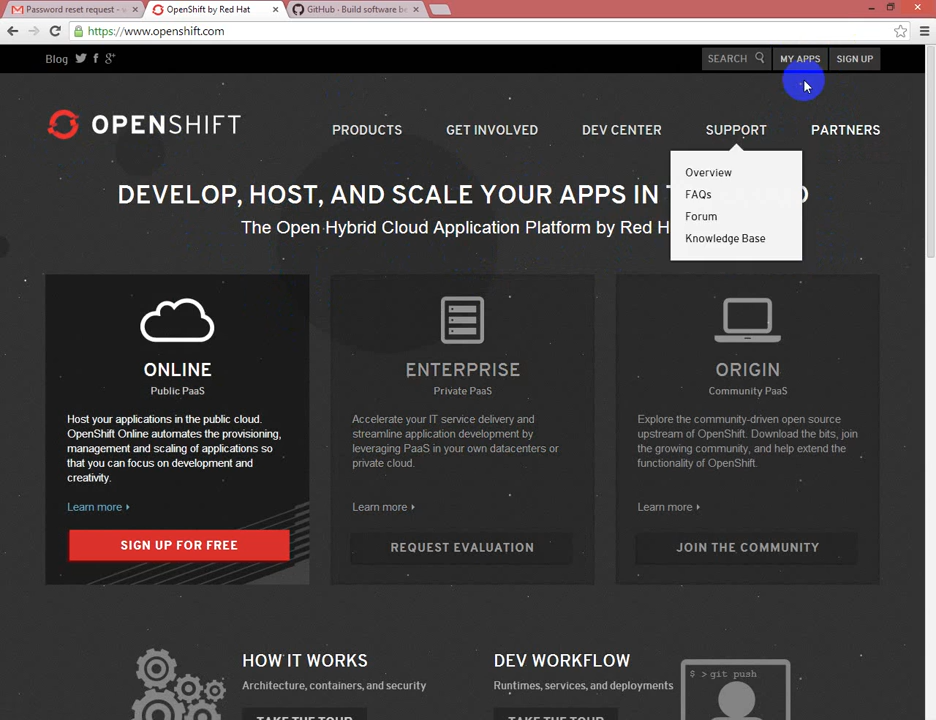 Password reset request -
OpenShift by Red Hat
GitHub · Build software be
https://www.openshift.com
Blog
SEARCH
MY APPS
SIGN UP
OPENSHIFT
PRODUCTS
GET INVOLVED
DEV CENTER
SUPPORT
PARTNERS
Overview
FAQs
Forum
Knowledge Base
DEVELOP, HOST, AND SCALE YOUR APPS IN T
The Open Hybrid Cloud Application Platform by Red H
ONLINE
Public PaaS
Host your applications in the public cloud.
OpenShift Online automates the provisioning,
management and scaling of applications so
that you can focus on development and
creativity.
Learn more
SIGN UP FOR FREE
ENTERPRISE
Private PaaS
Accelerate your IT service delivery and
streamline application development by
leveraging PaaS in your own datacenters or
private cloud.
Learn more
REQUEST EVALUATION
ORIGIN
Community PaaS
Explore the community-driven open source
upstream of OpenShift. Download the bits, join
the growing community, and help extend the
functionality of OpenShift.
Learn more
JOIN THE COMMUNITY
HOW IT WORKS
Architecture, containers, and security
TAKE THE TOUR
DEV WORKFLOW
Runtimes, services, and deployments
TAKE THE TOUR
$ > git push